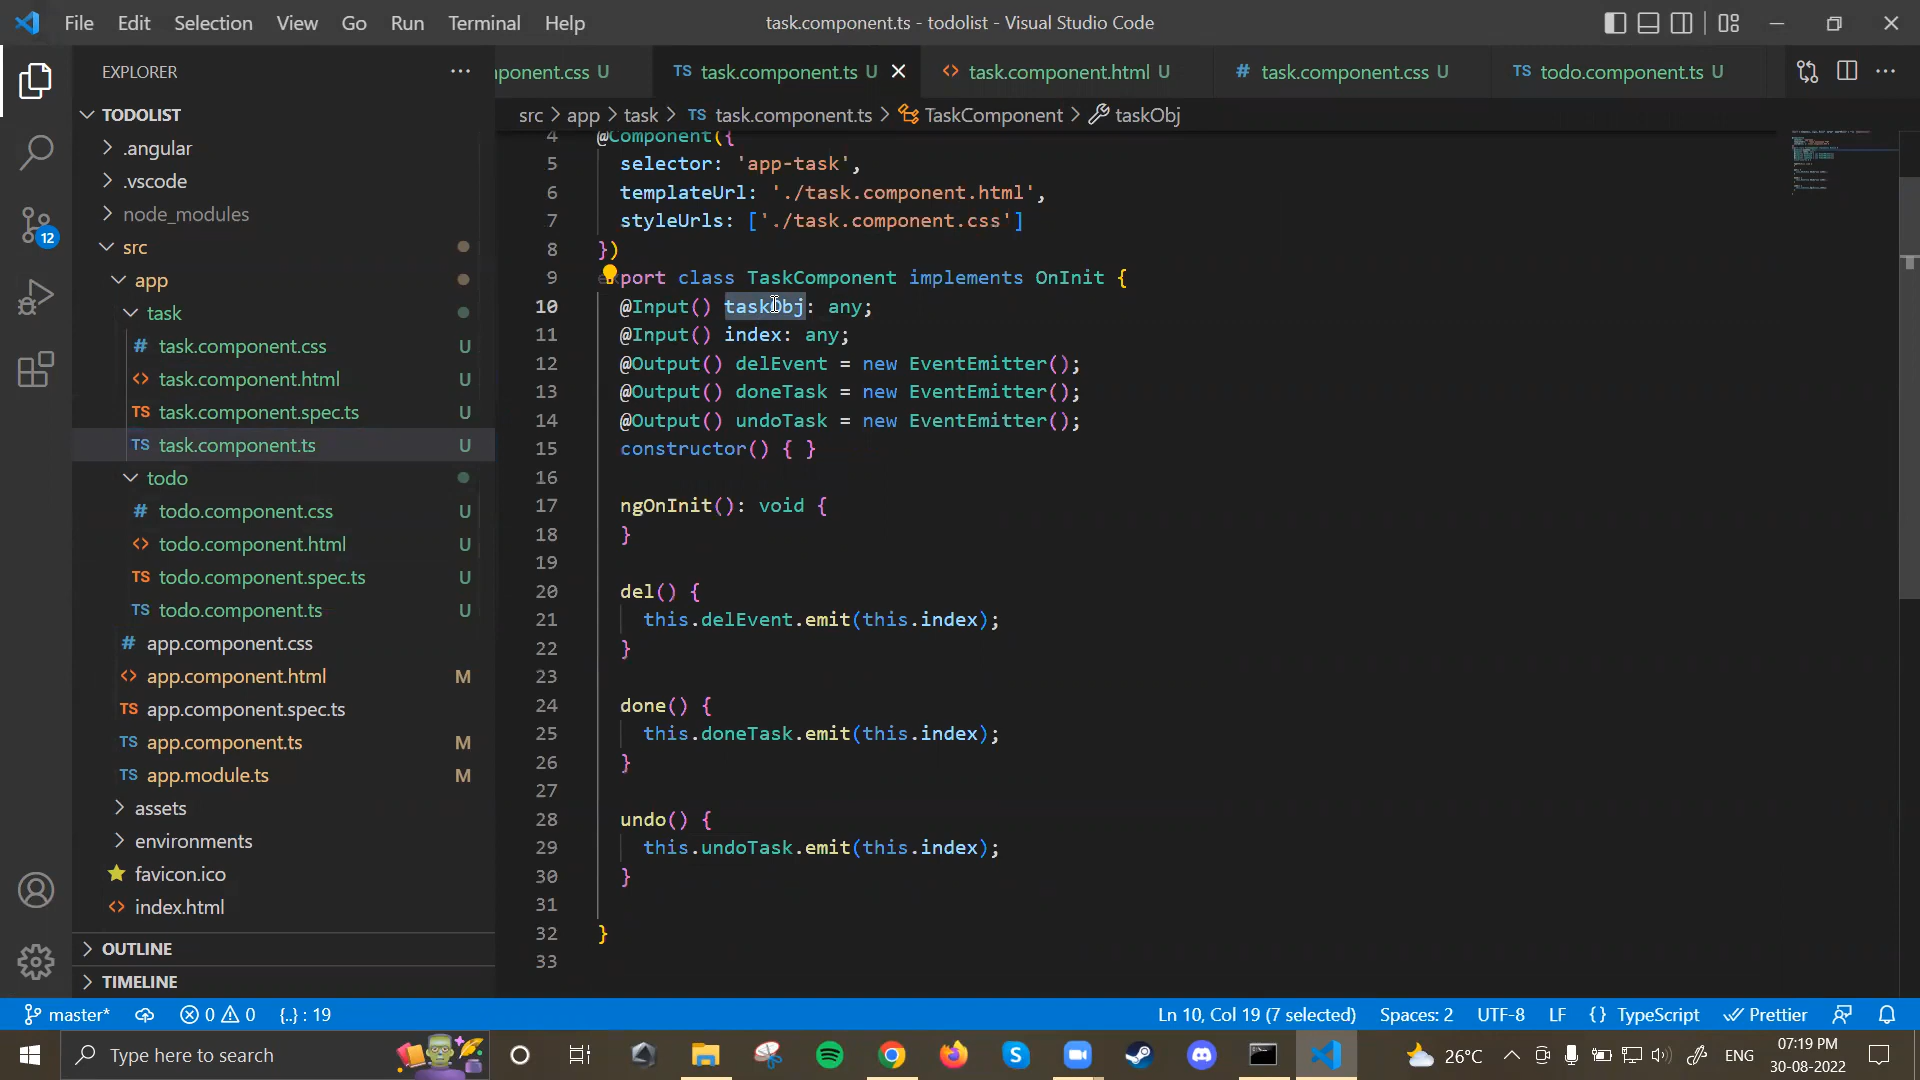 File Edit Selection View Go Run Terminal Help task.component.ts - todolist - Visual Studio Code
EXPLORER
TODOLIST
.angular
.vscode
node_modules
src
app
task
task.component.css U
task.component.html U
TS task.component.spec.ts U
TS task.component.ts U
todo
todo.component.css U
todo.component.html U
TS todo.component.spec.ts U
TS todo.component.ts U
app.component.css
app.component.html M
TS app.component.spec.ts
TS app.component.ts M
TS app.module.ts M
assets
environments
favicon.ico
index.html
OUTLINE
TIMELINE
12
ponent.css U TS task.component.ts U task.component.html U # task.component.css U TS todo.component.ts U
src > app > task > TS task.component.ts > TaskComponent > taskObj
4 @Component({
5 selector: 'app-task',
6 templateUrl: './task.component.html',
7 styleUrls: ['./task.component.css']
8 })
9 export class TaskComponent implements OnInit {
10 @Input() taskObj: any;
11 @Input() index: any;
12 @Output() delEvent = new EventEmitter();
13 @Output() doneTask = new EventEmitter();
14 @Output() undoTask = new EventEmitter();
15 constructor() { }
16
17 ngOnInit(): void {
18 }
19
20 del() {
21 this.delEvent.emit(this.index);
22 }
23
24 done() {
25 this.doneTask.emit(this.index);
26 }
27
28 undo() {
29 this.undoTask.emit(this.index);
30 }
31
32 }
33
master* 0 0 {..} : 19 Ln 10, Col 19 (7 selected) Spaces: 2 UTF-8 LF {} TypeScript Prettier
Type here to search 26°C ENG 07:19 PM
30-08-2022